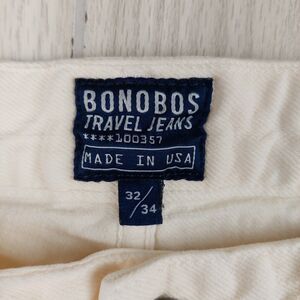 BONOBOS
TRAVEL JEANS
****100357
MADE IN USA
32/34